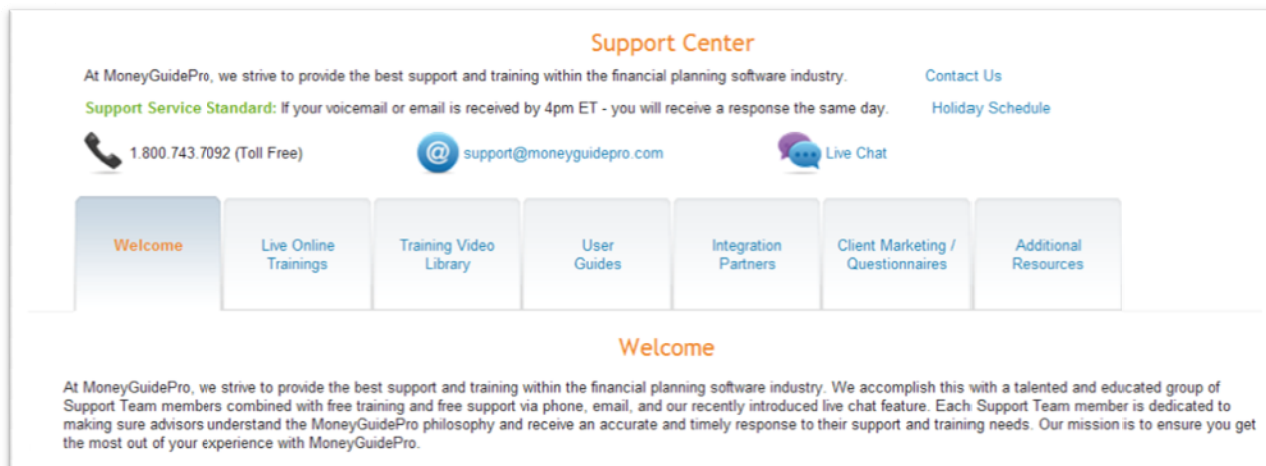 Support Center
At MoneyGuidePro, we strive to provide the best support and training within the financial planning software industry. Contact Us
Support Service Standard: If your voicemail or email is received by 4pm ET - you will receive a response the same day. Holiday Schedule
1.800.743.7092 (Toll Free) @ support@moneyguidepro.com Live Chat
Welcome
Live Online
Trainings
Training Video
Library
User
Guides
Integration
Partners
Client Marketing /
Questionnaires
Additional
Resources
Welcome
At MoneyGuidePro, we strive to provide the best support and training within the financial planning software industry. We accomplish this with a talented and educated group of
Support Team members combined with free training and free support via phone, email, and our recently introduced live chat feature. Each Support Team member is dedicated to
making sure advisors understand the MoneyGuidePro philosophy and receive an accurate and timely response to their support and training needs. Our mission is to ensure you get
the most out of your experience with MoneyGuidePro.